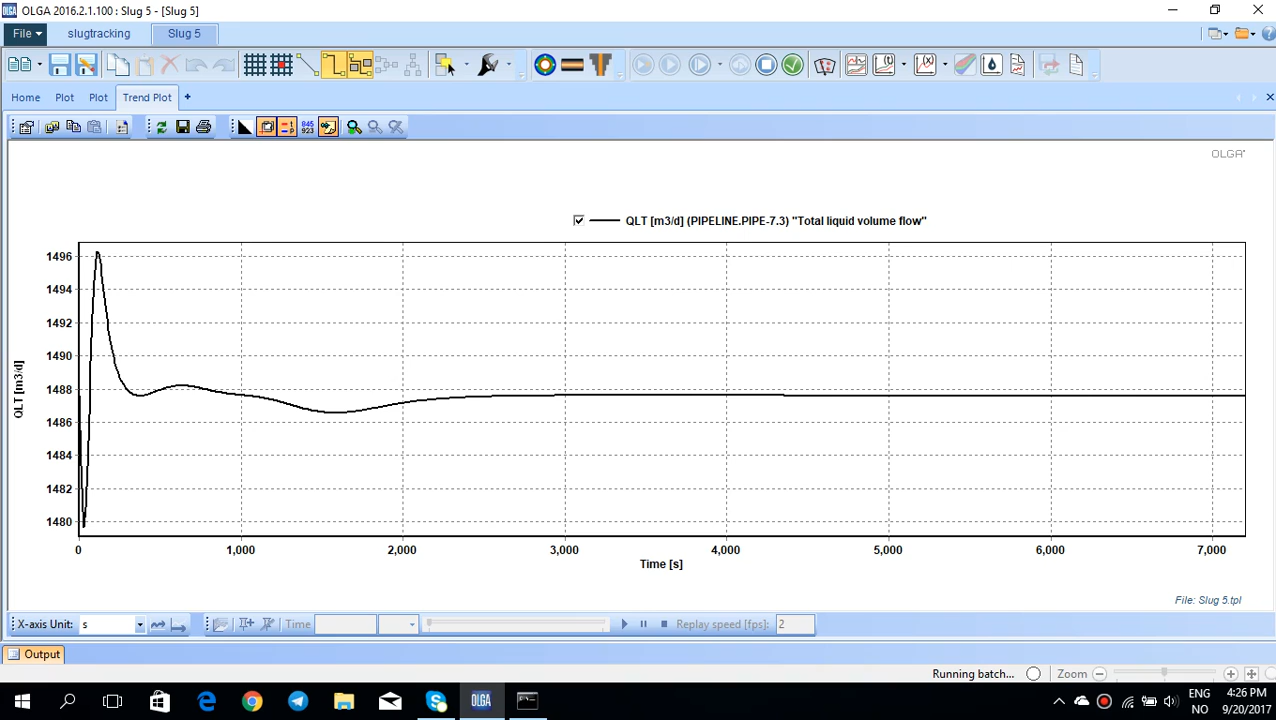 OLGA 2016.2.1.100 : Slug 5 - [Slug 5]
File slugtracking Slug 5
Home Plot Plot Trend Plot +
845
923
OLGA
QLT [m3/d] (PIPELINE.PIPE-7.3) "Total liquid volume flow"
1496
1494
1492
1490
1488
1486
1484
1482
1480
QLT [m3/d]
0 1,000 2,000 3,000 4,000 5,000 6,000 7,000
Time [s]
File: Slug 5.tpl
X-axis Unit: s Time Replay speed [fps]: 2
Output
Running batch... Zoom
OLGA
ENG
26 PM
NO 9/20/2017